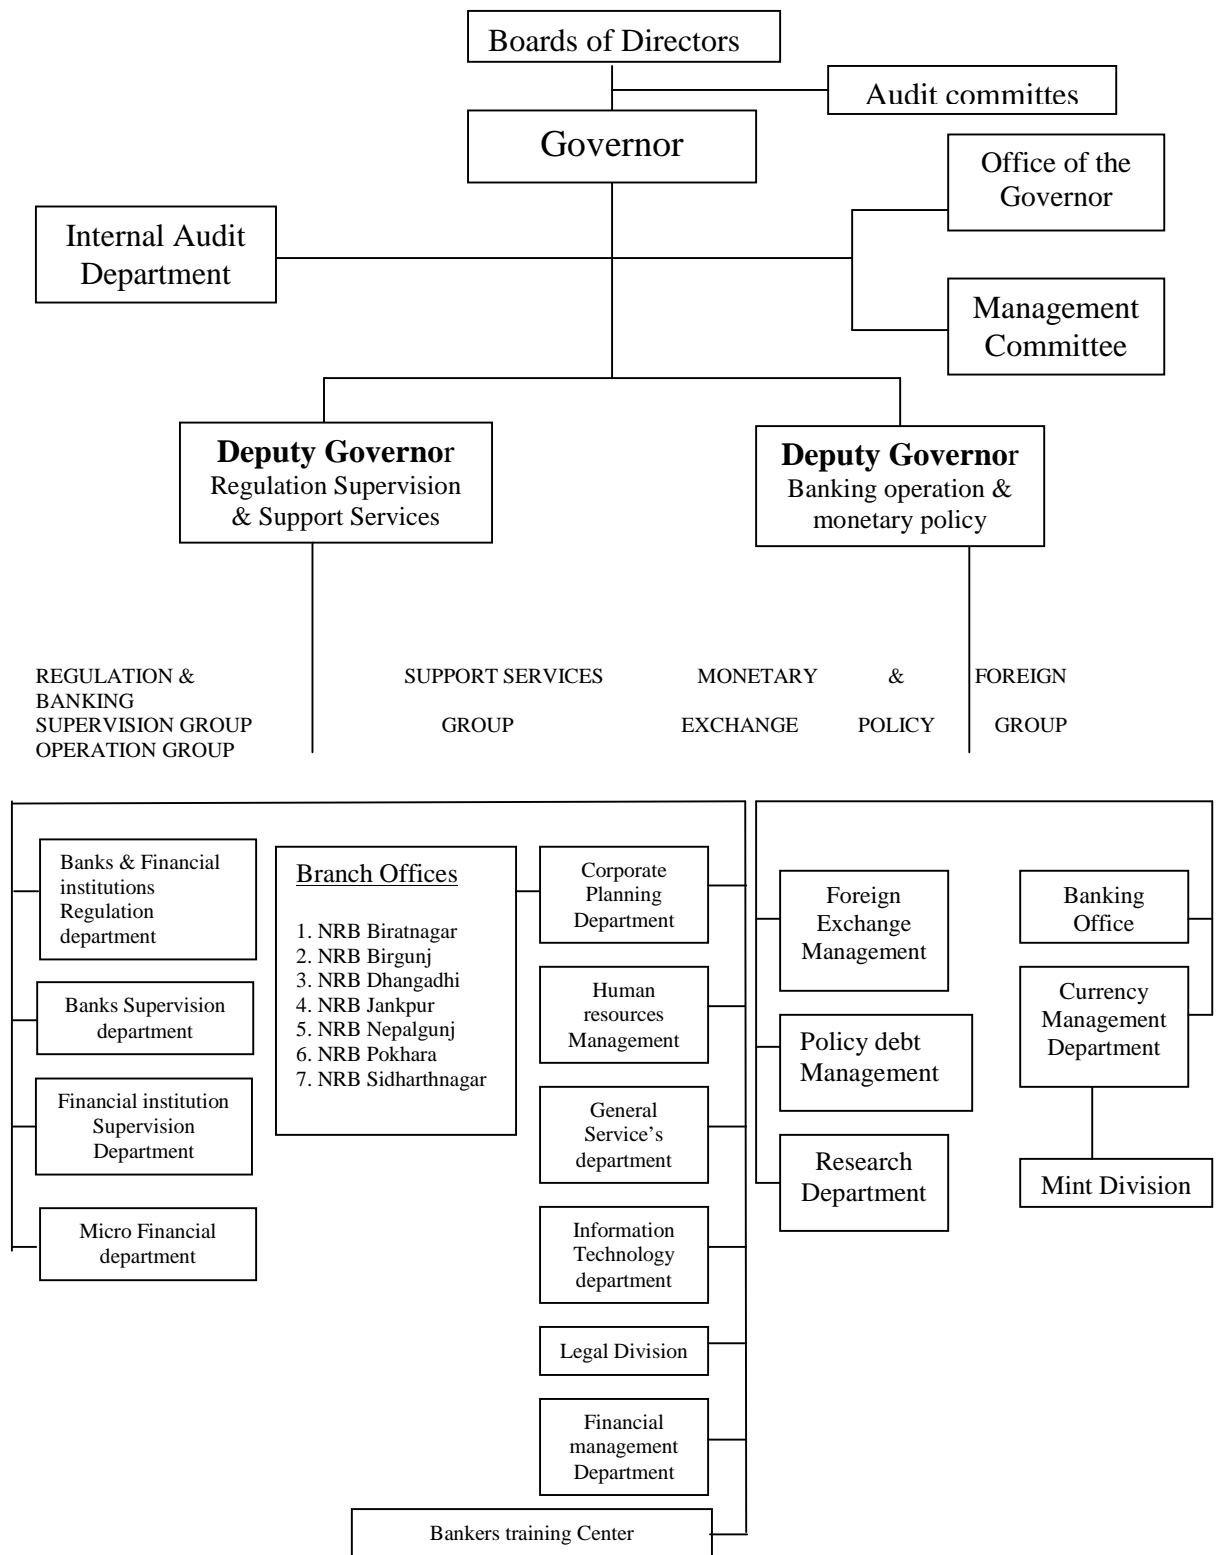 Boards of Directors
Audit committes
Governor
Office of the
Governor
Internal Audit
Department
Management
Committee
Deputy Governor
Regulation Supervision
& Support Services
Deputy Governor
Banking operation &
monetary policy
REGULATION & SUPPORT SERVICES MONETARY & FOREIGN
BANKING
SUPERVISION GROUP GROUP EXCHANGE POLICY GROUP
OPERATION GROUP
Banks & Financial
institutions
Regulation
department
Banks Supervision
department
Financial institution
Supervision
Department
Micro Financial
department
Branch Offices
1. NRB Biratnagar
2. NRB Birgunj
3. NRB Dhangadhi
4. NRB Jankpur
5. NRB Nepalgunj
6. NRB Pokhara
7. NRB Sidharthnagar
Corporate
Planning
Department
Human
resources
Management
General
Service's
department
Information
Technology
department
Legal Division
Financial
management
Department
Bankers training Center
Foreign
Exchange
Management
Policy debt
Management
Research
Department
Banking
Office
Currency
Management
Department
Mint Division